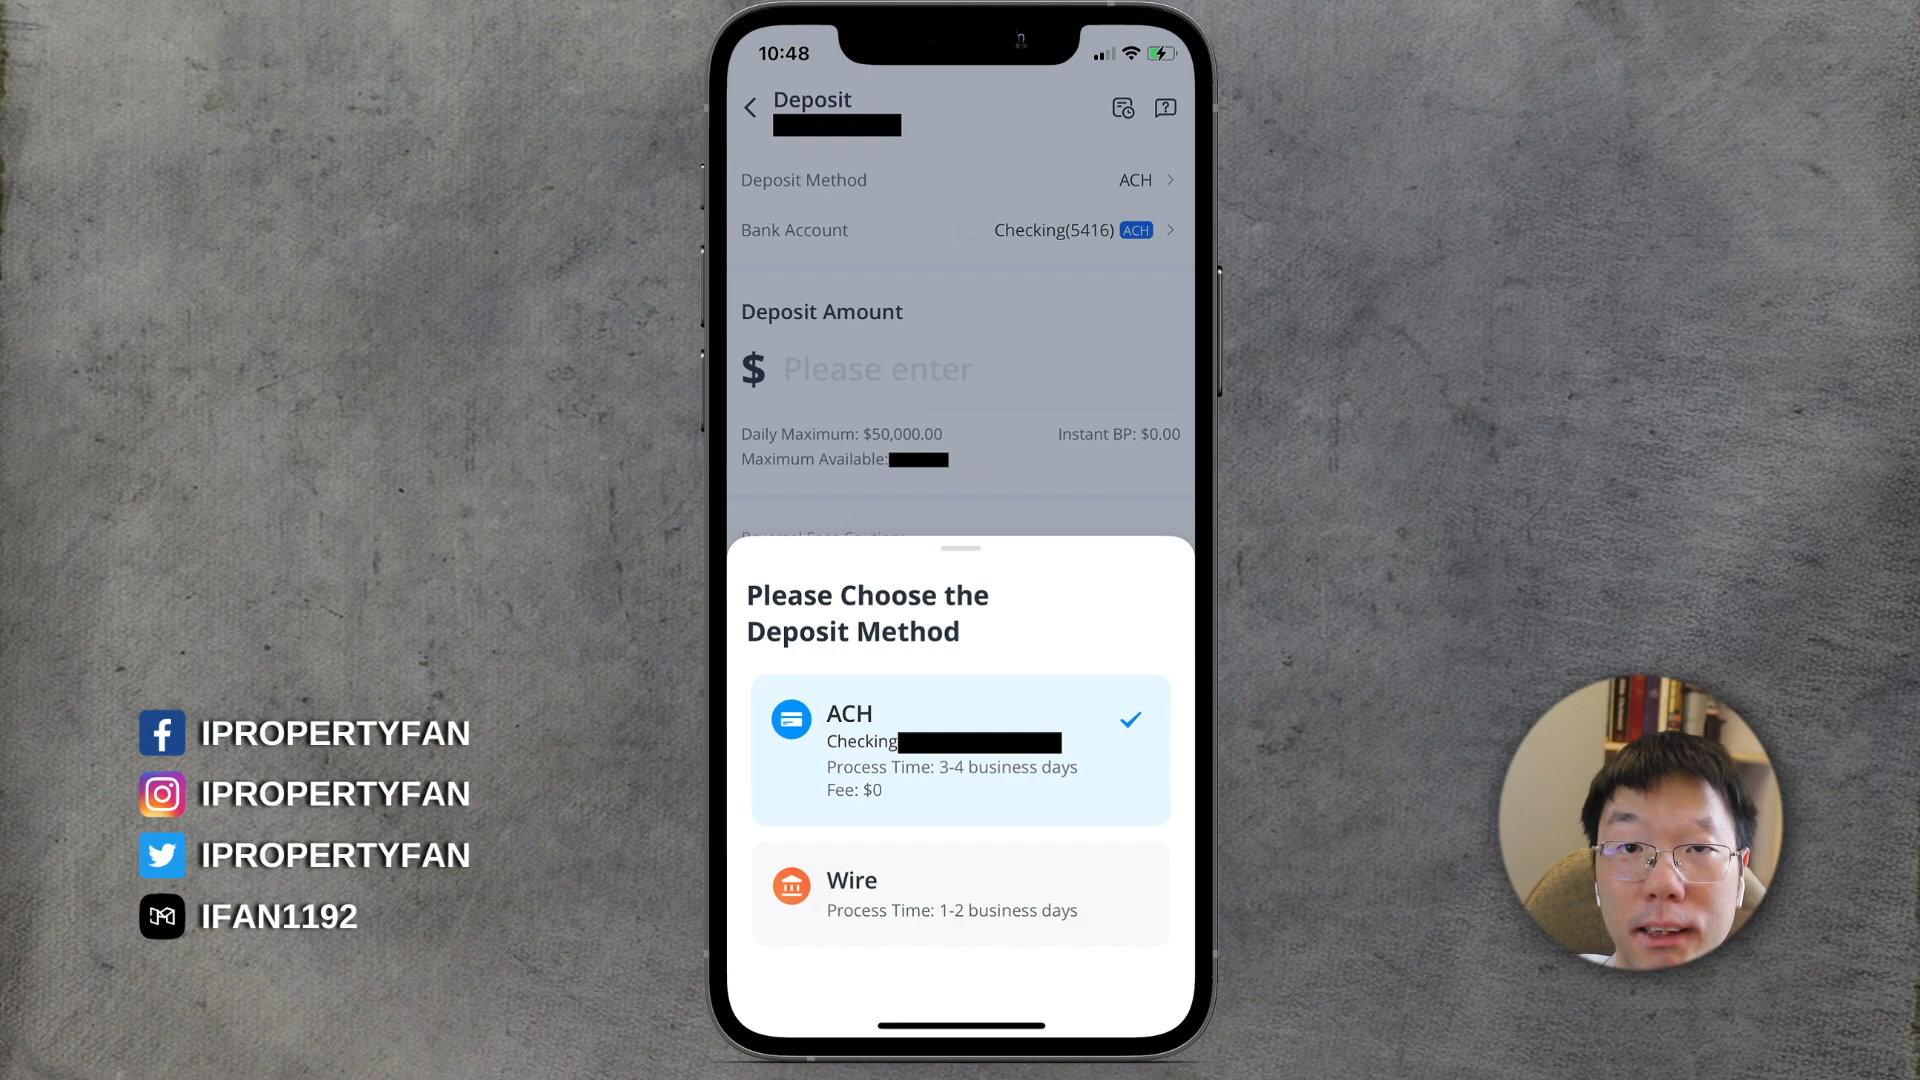 10:48
Deposit
Deposit Method
ACH
Bank Account
Checking(5416) ACH
Deposit Amount
$ Please enter
Daily Maximum: $50,000.00
Instant BP: $0.00
Maximum Available:
Please Choose the
Deposit Method
ACH
Checking
Process Time: 3-4 business days
Fee: $0
Wire
Process Time: 1-2 business days
IPROPERTYFAN
IPROPERTYFAN
IPROPERTYFAN
IFAN1192